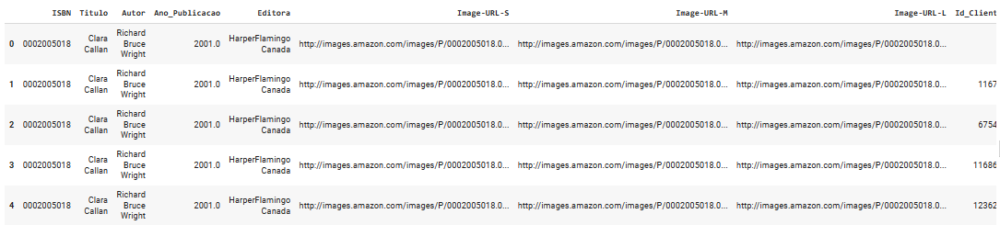 ISBN Titulo Autor Ano_Publicacao Editora Image-URL-S Image-URL-M Image-URL-L Id_Client
0 0002005018 Clara Callan Richard Bruce Wright 2001.0 HarperFlamingo Canada http://images.amazon.com/images/P/0002005018.0... http://images.amazon.com/images/P/0002005018.0... http://images.amazon.com/images/P/0002005018.0...
1 0002005018 Clara Callan Richard Bruce Wright 2001.0 HarperFlamingo Canada http://images.amazon.com/images/P/0002005018.0... http://images.amazon.com/images/P/0002005018.0... http://images.amazon.com/images/P/0002005018.0... 1167
2 0002005018 Clara Callan Richard Bruce Wright 2001.0 HarperFlamingo Canada http://images.amazon.com/images/P/0002005018.0... http://images.amazon.com/images/P/0002005018.0... http://images.amazon.com/images/P/0002005018.0... 6754
3 0002005018 Clara Callan Richard Bruce Wright 2001.0 HarperFlamingo Canada http://images.amazon.com/images/P/0002005018.0... http://images.amazon.com/images/P/0002005018.0... http://images.amazon.com/images/P/0002005018.0... 11686
4 0002005018 Clara Callan Richard Bruce Wright 2001.0 HarperFlamingo Canada http://images.amazon.com/images/P/0002005018.0... http://images.amazon.com/images/P/0002005018.0... http://images.amazon.com/images/P/0002005018.0... 12362